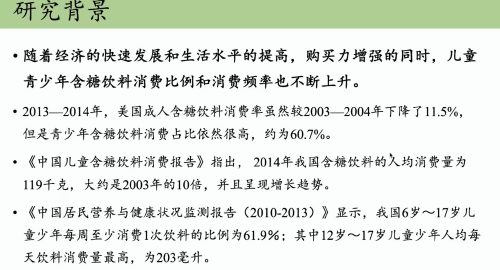 研究背景
• 随着经济的快速发展和生活水平的提高，购买力增强的同时，儿童
青少年含糖饮料消费比例和消费频率也不断上升。
• 2013—2014年，美国成人含糖饮料消费率虽然较2003—2004年下降了11.5%，
但是青少年含糖饮料消费占比依然很高，约为60.7%。
• 《中国儿童含糖饮料消费报告》指出， 2014年我国含糖饮料的人均消费量为
119千克，大约是2003年的10倍，并且呈现增长趋势。
• 《中国居民营养与健康状况监测报告（2010-2013）》显示，我国6岁～17岁儿
童少年每周至少消费1次饮料的比例为61.9%；其中12岁～17岁儿童少年人均每
天饮料消费量最高，为203毫升。